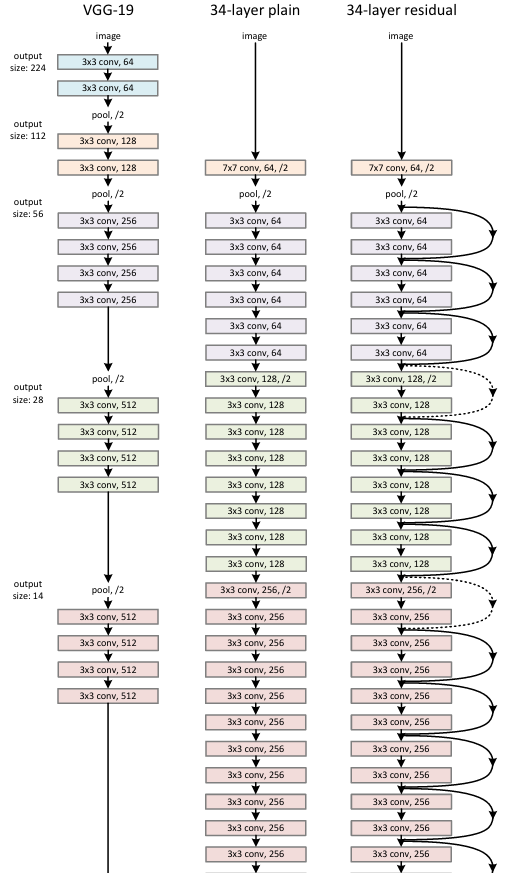 VGG-19
image
output
size: 224
3x3 conv, 64
3x3 conv, 64
pool, /2
output
size: 112
3x3 conv, 128
3x3 conv, 128
pool, /2
output
size: 56
3x3 conv, 256
3x3 conv, 256
3x3 conv, 256
3x3 conv, 256
pool, /2
output
size: 28
3x3 conv, 512
3x3 conv, 512
3x3 conv, 512
3x3 conv, 512
output
size: 14
pool, /2
3x3 conv, 512
3x3 conv, 512
3x3 conv, 512
3x3 conv, 512
34-layer plain
image
7x7 conv, 64, /2
pool, /2
3x3 conv, 64
3x3 conv, 64
3x3 conv, 64
3x3 conv, 64
3x3 conv, 64
3x3 conv, 64
3x3 conv, 128, /2
3x3 conv, 128
3x3 conv, 128
3x3 conv, 128
3x3 conv, 128
3x3 conv, 128
3x3 conv, 128
3x3 conv, 128
3x3 conv, 256, /2
3x3 conv, 256
3x3 conv, 256
3x3 conv, 256
3x3 conv, 256
3x3 conv, 256
3x3 conv, 256
3x3 conv, 256
3x3 conv, 256
3x3 conv, 256
3x3 conv, 256
34-layer residual
image
7x7 conv, 64, /2
pool, /2
3x3 conv, 64
3x3 conv, 64
3x3 conv, 64
3x3 conv, 64
3x3 conv, 64
3x3 conv, 64
3x3 conv, 128, /2
3x3 conv, 128
3x3 conv, 128
3x3 conv, 128
3x3 conv, 128
3x3 conv, 128
3x3 conv, 128
3x3 conv, 128
3x3 conv, 256, /2
3x3 conv, 256
3x3 conv, 256
3x3 conv, 256
3x3 conv, 256
3x3 conv, 256
3x3 conv, 256
3x3 conv, 256
3x3 conv, 256
3x3 conv, 256
3x3 conv, 256